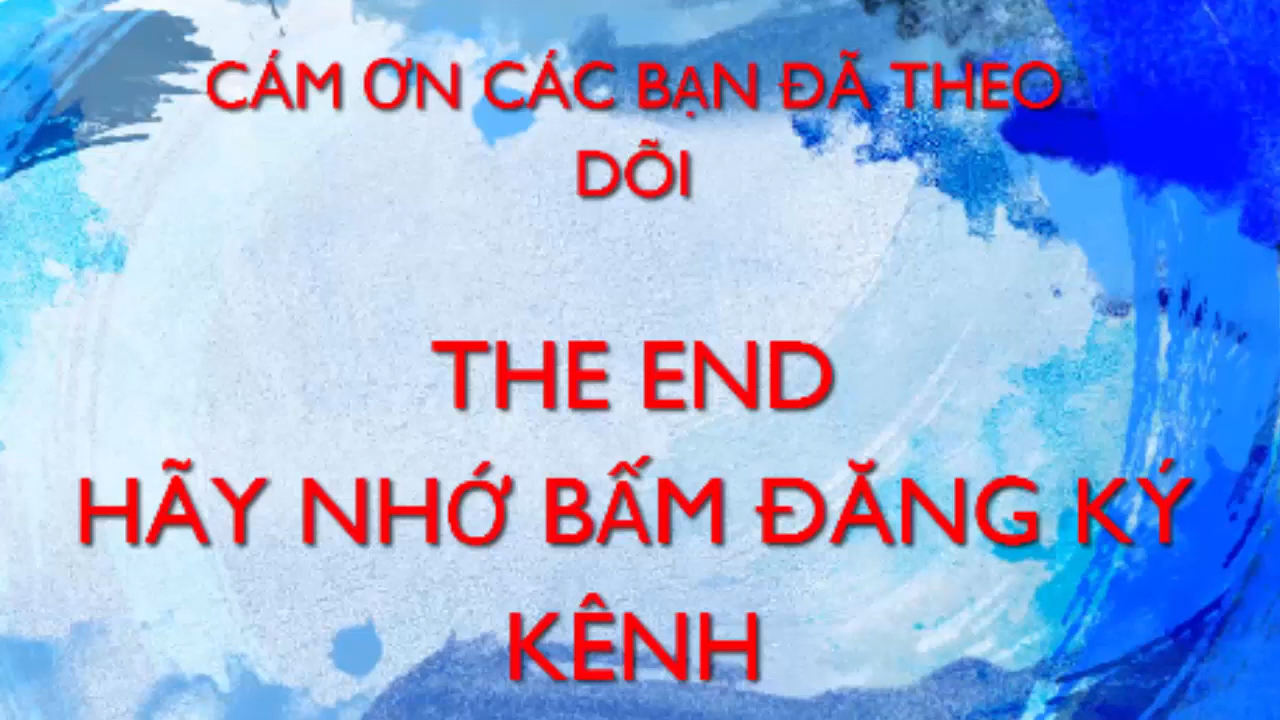 CÁM ƠN CÁC BẠN ĐÃ THEO
DÕI
THE END
HÃY NHỚ BẤM ĐĂNG KÝ
KÊNH